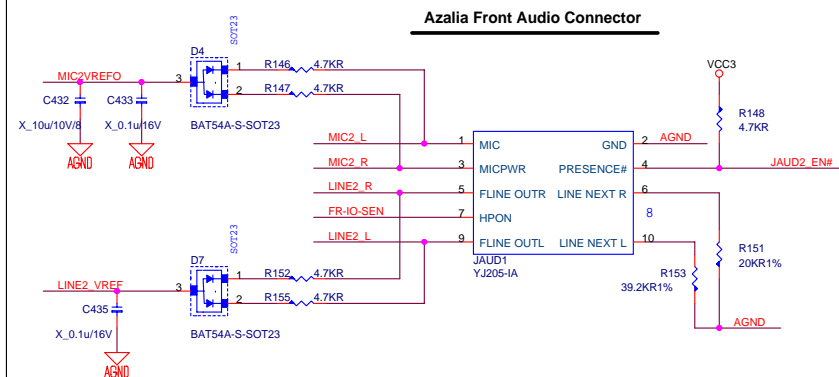 Azalia Front Audio Connector
SOT23
D4
VCC3
MIC2VREFO
3
1
R146
4.7KR
2
R147
4.7KR
C432
C433
X_10u/10V/8
X_0.1u/16V
BAT54A-S-SOT23
AGND
AGND
R148
4.7KR
MIC2_L
1
MIC
GND
2
AGND
MIC2_R
3
MICPWR
PRESENCE#
4
JAUD2_EN#
LINE2_R
5
FLINE OUTR
LINE NEXT R
6
FR-IO-SEN
7
HPON
8
LINE2_L
9
FLINE OUTL
LINE NEXT L
10
JAUD1
YJ205-IA
R151
20KR1%
R153
39.2KR1%
AGND
SOT23
D7
LINE2_VREF
3
1
R152
4.7KR
2
R155
4.7KR
C435
X_0.1u/16V
BAT54A-S-SOT23
AGND